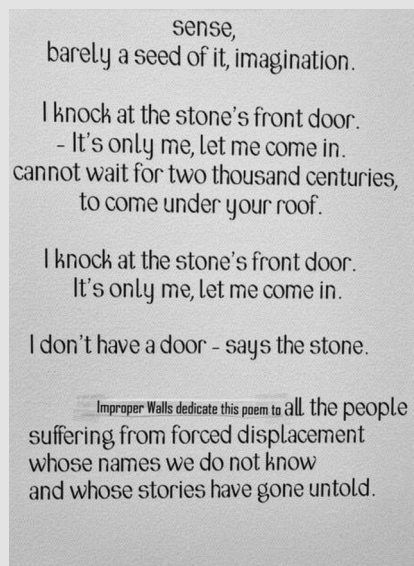 sense,
barely a seed of it, imagination.
I knock at the stone's front door.
- It's only me, let me come in.
cannot wait for two thousand centuries,
to come under your roof.
I knock at the stone's front door.
It's only me, let me come in.
I don't have a door - says the stone.
Improper Walls dedicate this poem to all the people
suffering from forced displacement
whose names we do not know
and whose stories have gone untold.